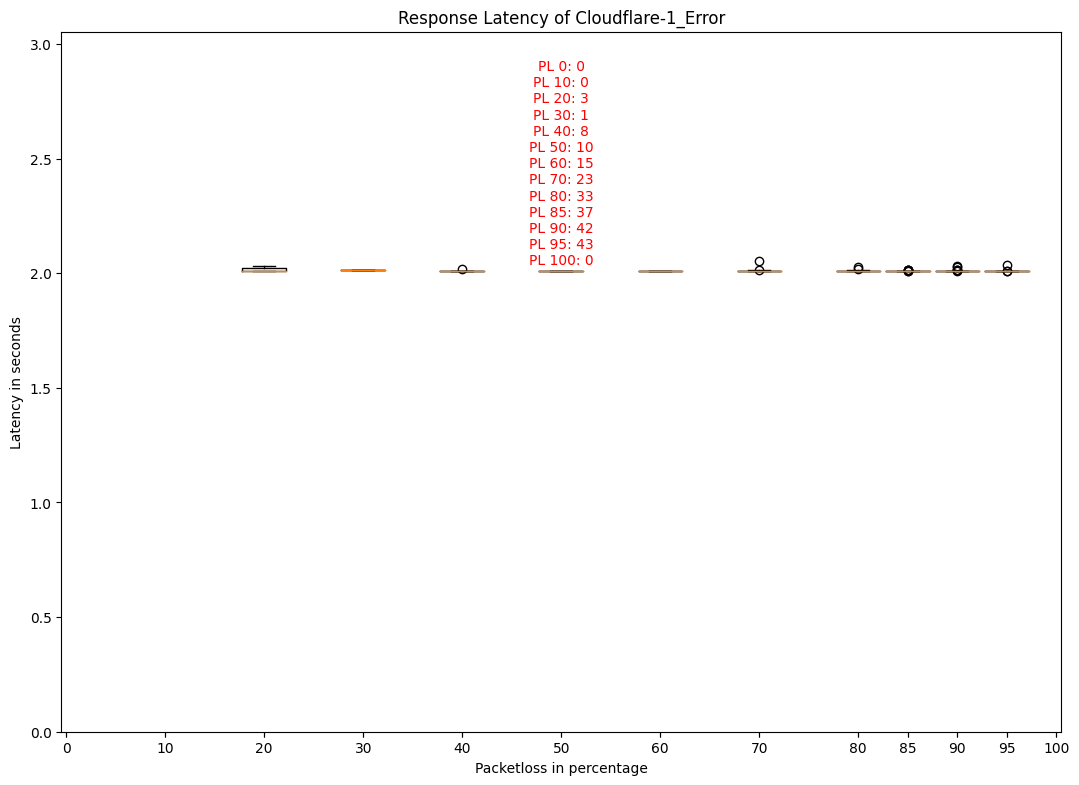 Response Latency of Cloudflare-1_Error
3.0
PL 0: 0
PL 10: 0
PL 20: 3
PL 30: 1
PL 40: 8
2.5
PL 50: 10
PL 60: 15
PL 70: 23
PL 80: 33
PL 85: 37
PL 90: 42
PL 95: 43
PL 100: 0
2.0
1.5
1.0
0.5
0.0
Latency in seconds
0 10 20 30 40 50 60 70 80 85 90 95 100
Packetloss in percentage